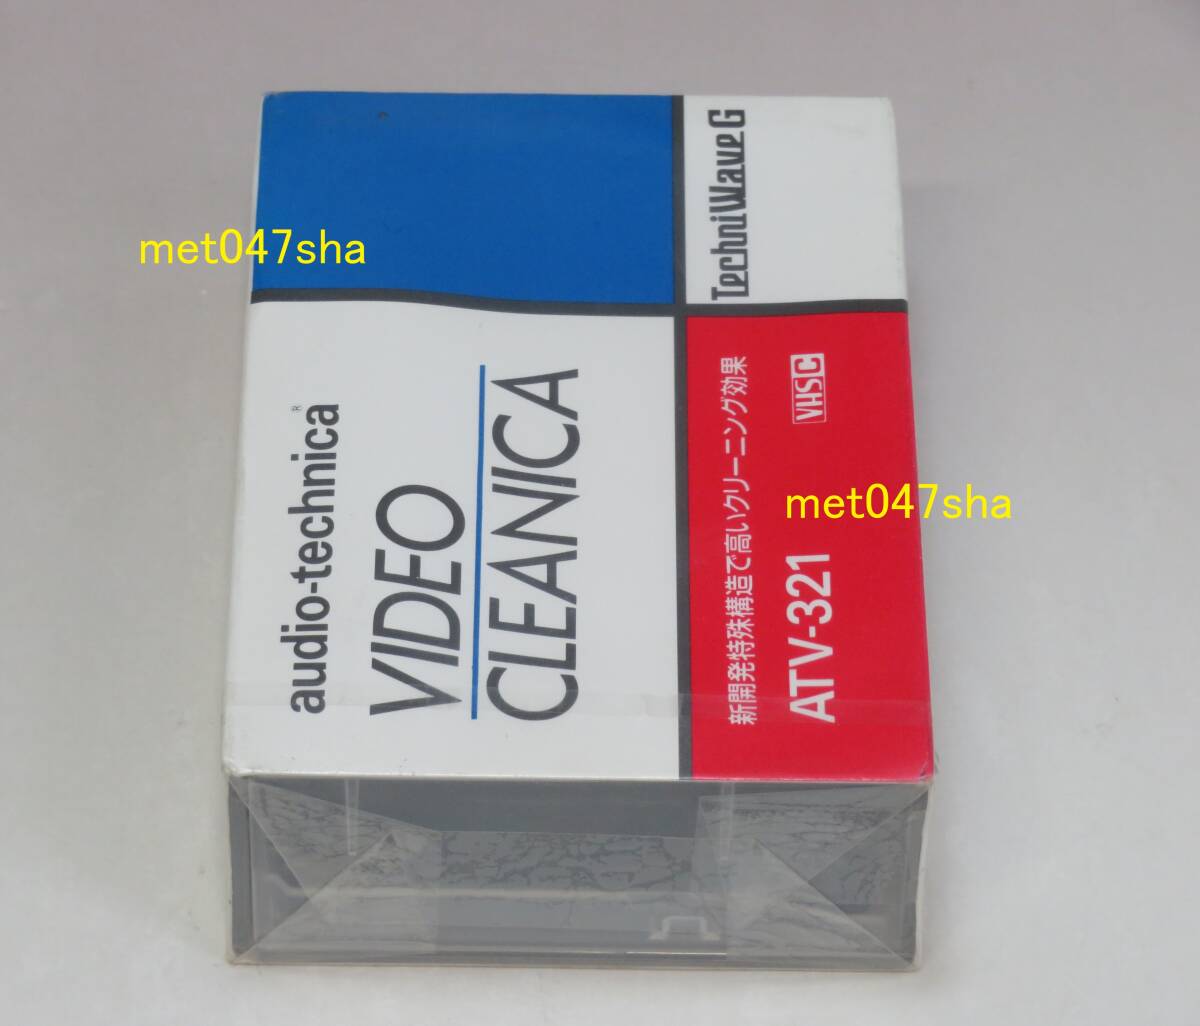 audio-technica®
VIDEO
CLEANICA
TechniWave G
新開発特殊構造で高いクリーニング効果
ATV-321
VHS C
met047sha
met047sha